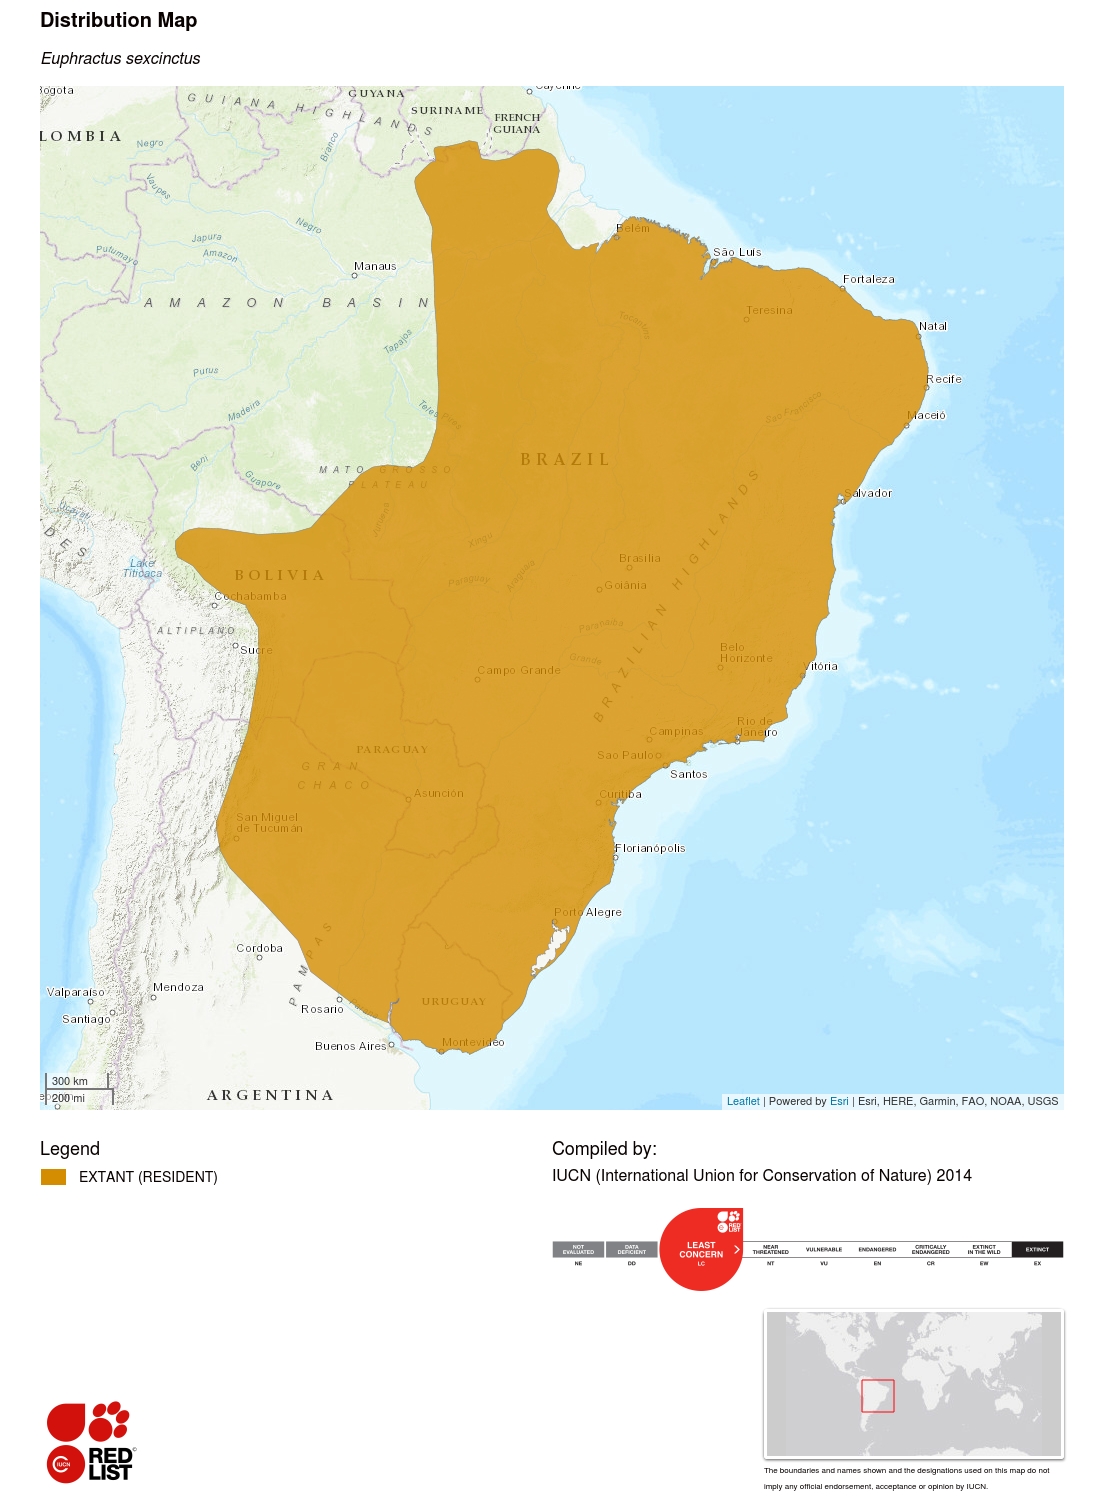 Distribution Map
Euphractus sexcinctus
Bogota
GUYANA
Cayenne
GUIANA HIGHLANDS
SURINAME
FRENCH
GUIANA
LOMBIA
Negro
Branco
Vaupes
Negro
Japura
Amazon
Putumayo
Manaus
AMAZON BASIN
Belém
São Luís
Fortaleza
Teresina
Tocantins
Natal
Tapajos
Purus
Recife
Madeira
Teles Pires
Sao Francisco
Maceió
BRAZIL
Beni
Guapore
MATO GROSSO
PLATEAU
Salvador
Ucayali
DES
Juruena
Xingu
Lake
Titicaca
BOLIVIA
Paraguay
Araguaia
Brasília
Goiânia
BRAZILIAN HIGHLANDS
Cochabamba
ALTIPLANO
Paranaiba
Sucre
Grande
Belo
Horizonte
Campo Grande
Vitória
PARAGUAY
Campinas
Rio de
Janeiro
GRAN
CHACO
Sao Paulo
Santos
Asunción
Curitiba
San Miguel
de Tucumán
Florianópolis
Porto Alegre
Cordoba
PAMPAS
Valparaíso
Mendoza
Rosario
URUGUAY
Santiago
Buenos Aires
Montevideo
ARGENTINA
300 km
200 mi
Leaflet | Powered by Esri | Esri, HERE, Garmin, FAO, NOAA, USGS
Legend
EXTANT (RESIDENT)
Compiled by:
IUCN (International Union for Conservation of Nature) 2014
RED
LIST
NOT
EVALUATED
NE
DATA
DEFICIENT
DD
LEAST
CONCERN
LC
NEAR
THREATENED
NT
VULNERABLE
VU
ENDANGERED
EN
CRITICALLY
ENDANGERED
CR
EXTINCT
IN THE WILD
EW
EXTINCT
EX
IUCN
RED
LIST
©
The boundaries and names shown and the designations used on this map do not
imply any official endorsement, acceptance or opinion by IUCN.